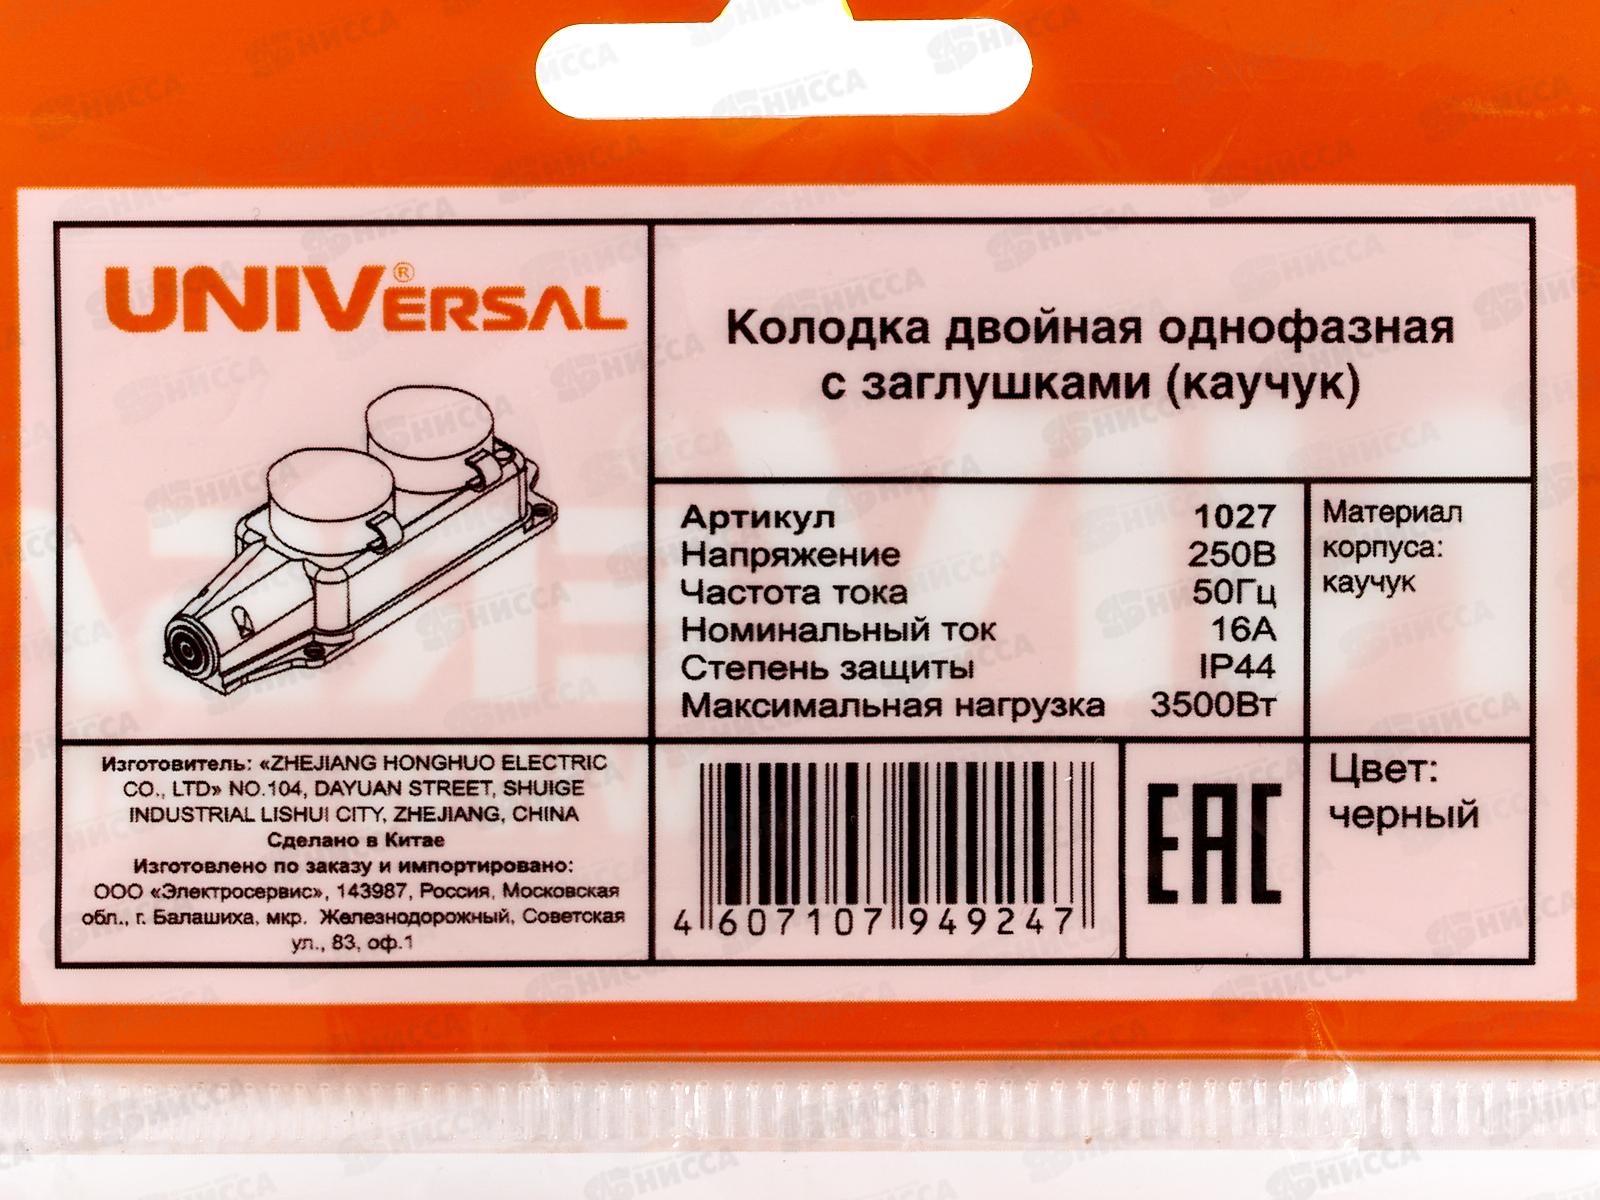 UNIVERSAL®
Колодка двойная однофазная
с заглушками (каучук)
Артикул 1027
Напряжение 250В
Частота тока 50Гц
Номинальный ток 16А
Степень защиты IP44
Максимальная нагрузка 3500Вт
Материал
корпуса:
каучук
Изготовитель: «ZHEJIANG HONGHUO ELECTRIC
CO., LTD» NO.104, DAYUAN STREET, SHUIGE
INDUSTRIAL LISHUI CITY, ZHEJIANG, CHINA
Сделано в Китае
Изготовлено по заказу и импортировано:
ООО «Электросервис», 143987, Россия, Московская
обл., г. Балашиха, мкр. Железнодорожный, Советская
ул., 83, оф.1
4 607107 949247
EAC
Цвет:
черный
НИССА